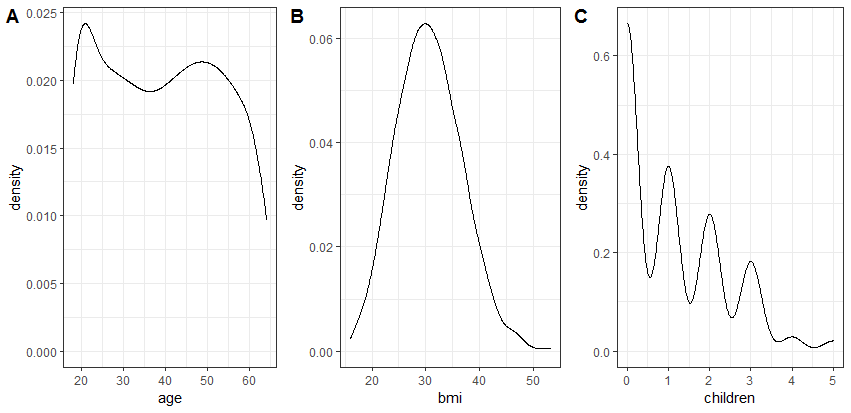 A
density
0.025
0.020
0.015
0.010
0.005
0.000
20 30 40 50 60
age
B
density
0.06
0.04
0.02
0.00
20 30 40 50
bmi
C
density
0.6
0.4
0.2
0.0
0 1 2 3 4 5
children